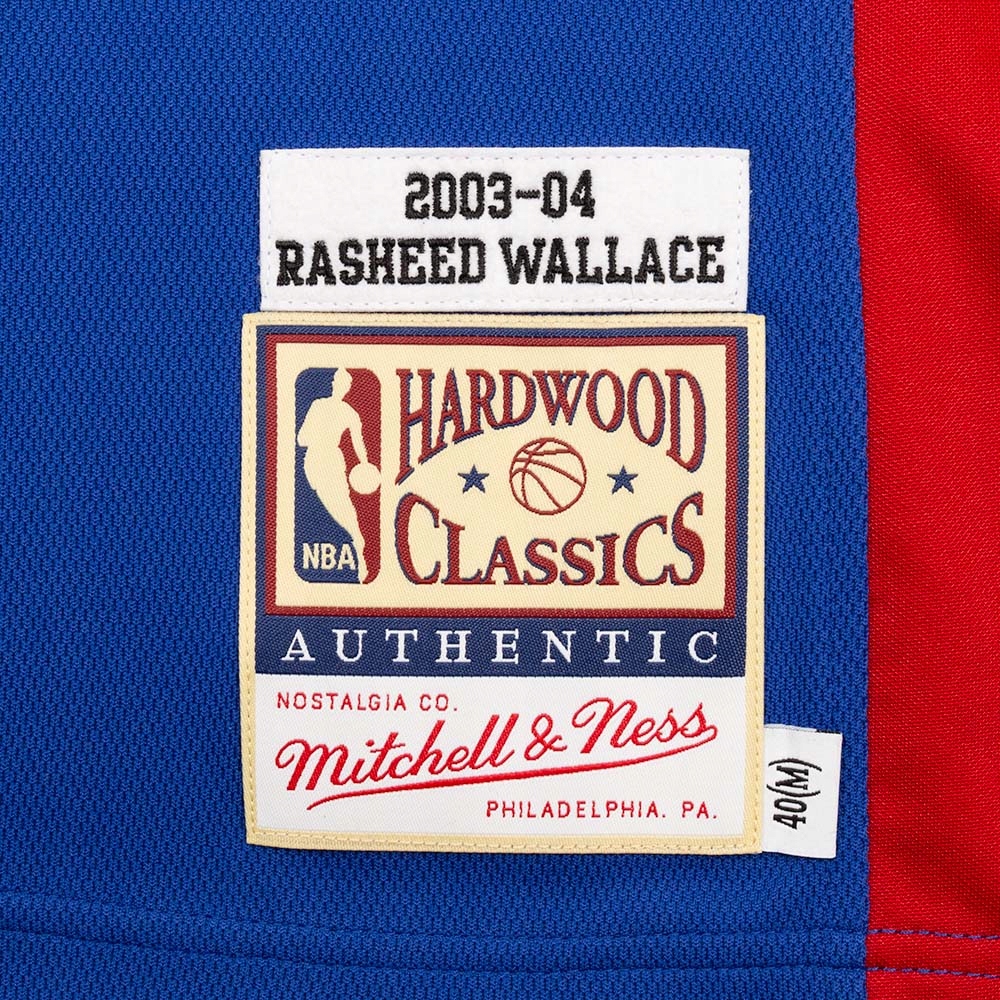 2003-04
RASHEED WALLACE
HARDWOOD
CLASSICS
NBA
AUTHENTIC
NOSTALGIA CO.
Mitchell & Ness
PHILADELPHIA. PA.
40(M)